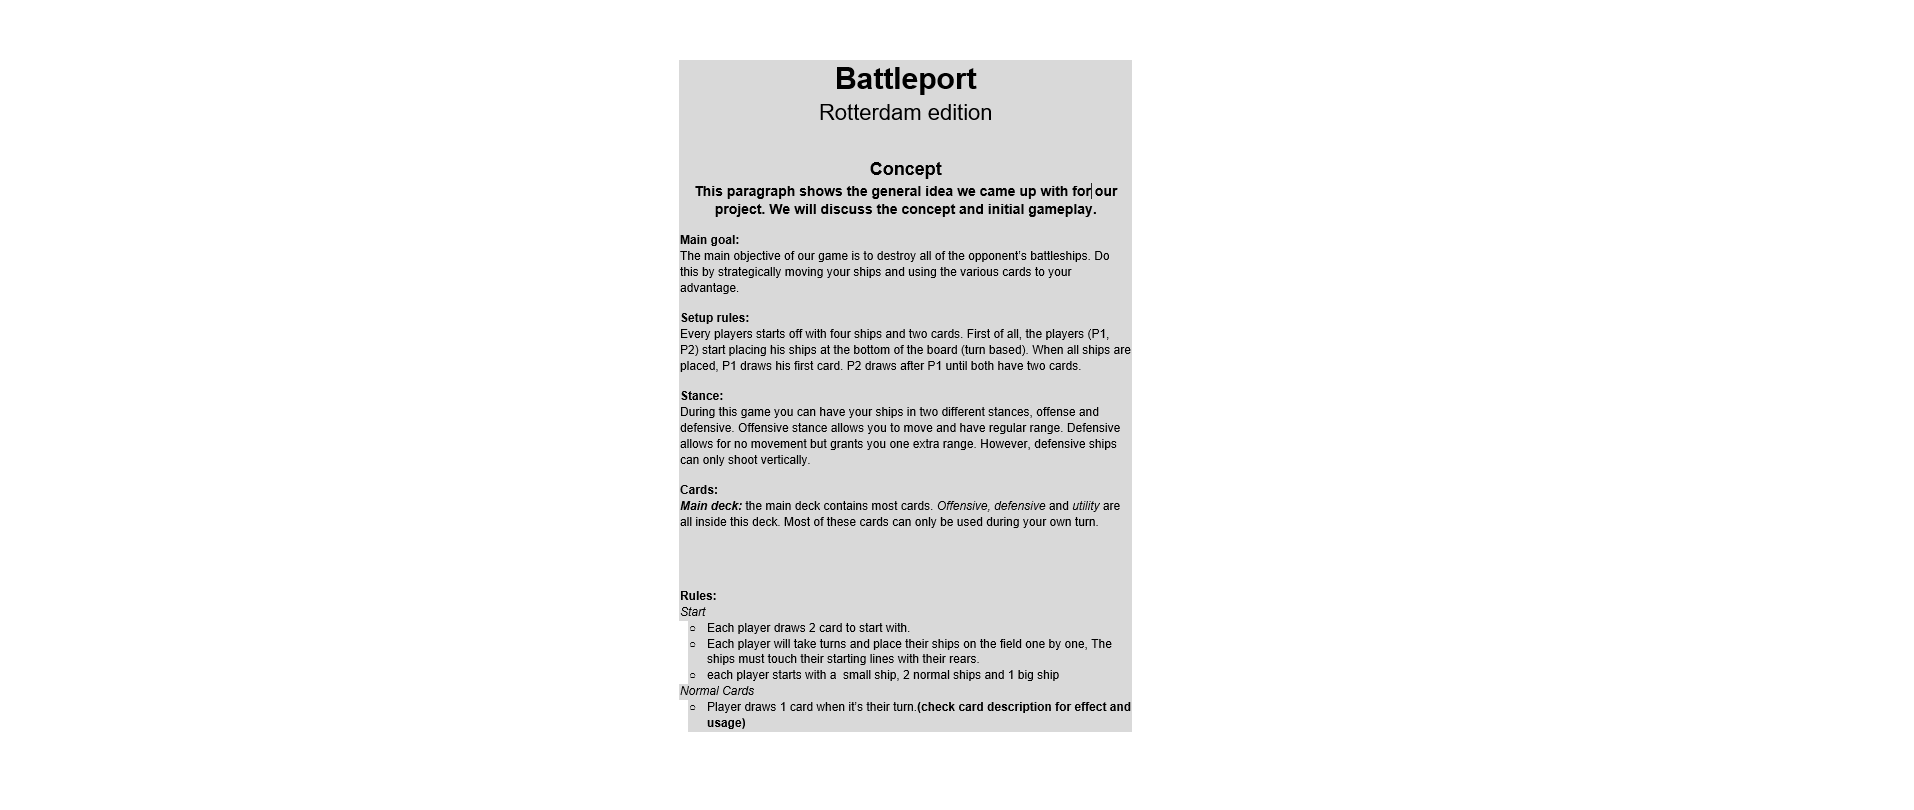 Battleport
Rotterdam edition
Concept
This paragraph shows the general idea we came up with for our
project. We will discuss the concept and initial gameplay.
Main goal:
The main objective of our game is to destroy all of the opponent’s battleships. Do
this by strategically moving your ships and using the various cards to your
advantage.
Setup rules:
Every players starts off with four ships and two cards. First of all, the players (P1,
P2) start placing his ships at the bottom of the board (turn based). When all ships are
placed, P1 draws his first card. P2 draws after P1 until both have two cards.
Stance:
During this game you can have your ships in two different stances, offense and
defensive. Offensive stance allows you to move and have regular range. Defensive
allows for no movement but grants you one extra range. However, defensive ships
can only shoot vertically.
Cards:
Main deck: the main deck contains most cards. Offensive, defensive and utility are
all inside this deck. Most of these cards can only be used during your own turn.
Rules:
Start
○ Each player draws 2 card to start with.
○ Each player will take turns and place their ships on the field one by one, The
ships must touch their starting lines with their rears.
○ each player starts with a  small ship, 2 normal ships and 1 big ship
Normal Cards
○ Player draws 1 card when it’s their turn.(check card description for effect and
usage)